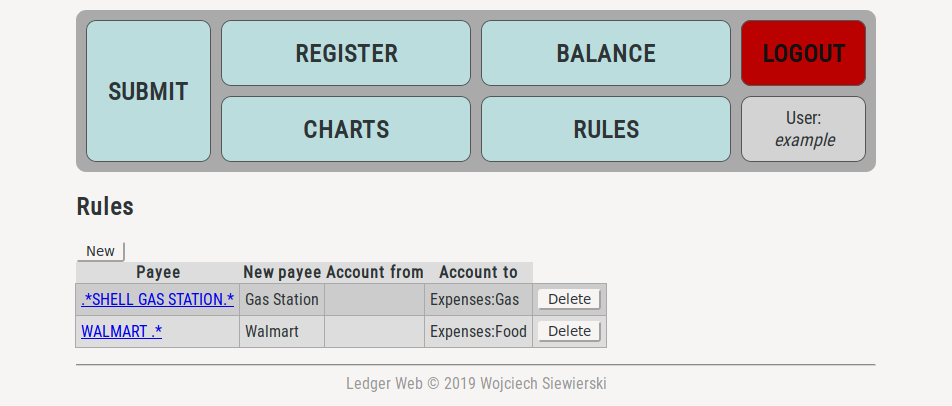 SUBMIT
REGISTER
BALANCE
LOGOUT
CHARTS
RULES
User:
example
Rules
New
Payee New payee Account from Account to
.*SHELL GAS STATION.* Gas Station Expenses:Gas Delete
WALMART .* Walmart Expenses:Food Delete
Ledger Web © 2019 Wojciech Siewierski